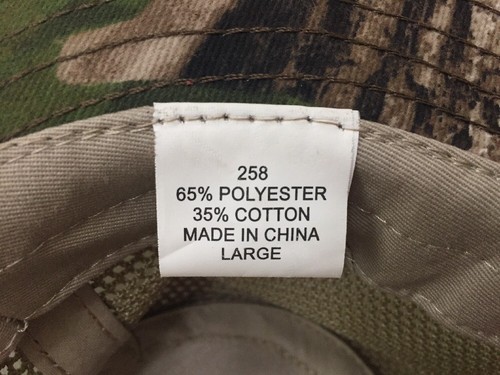 258
65% POLYESTER
35% COTTON
MADE IN CHINA
LARGE